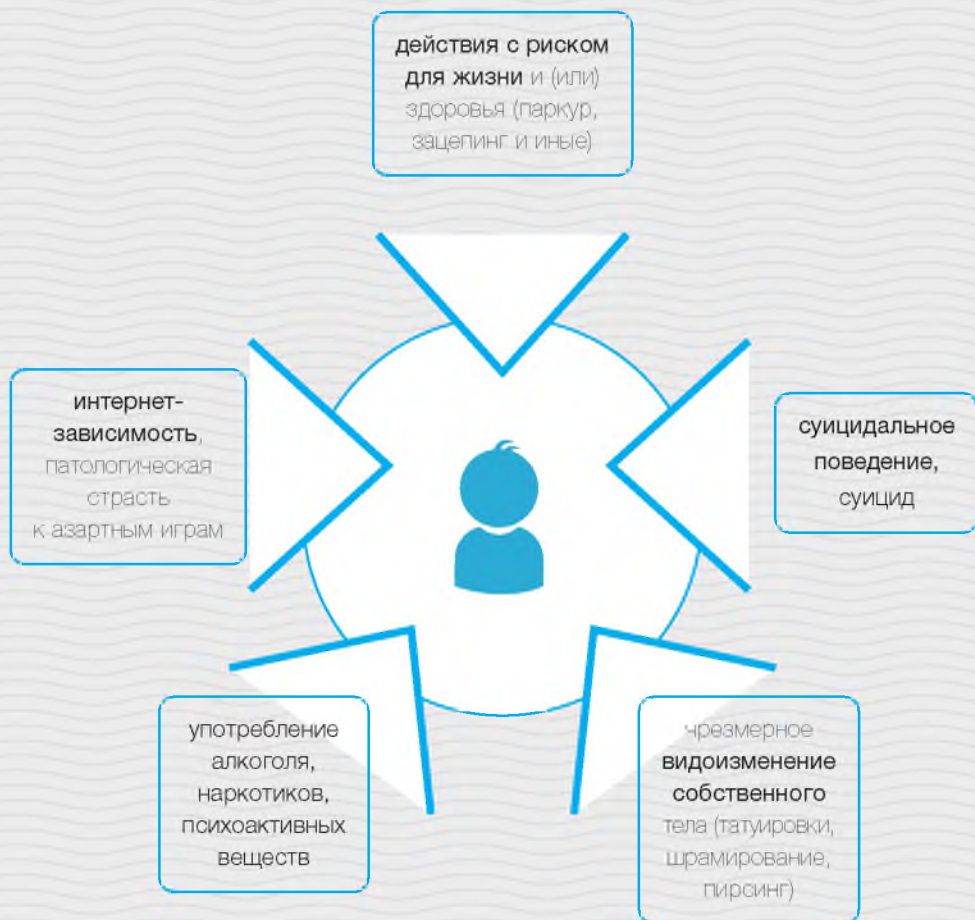 действия с риском
для жизни и (или)
здоровья (паркур,
зацепинг и иные)
интернет-
зависимость,
патологическая
страсть
к азартным играм
суицидальное
поведение,
суицид
употребление
алкоголя,
наркотиков,
психоактивных
веществ
чрезмерное
видоизменение
собственного
тела (татуировки,
шрамирование,
пирсинг)